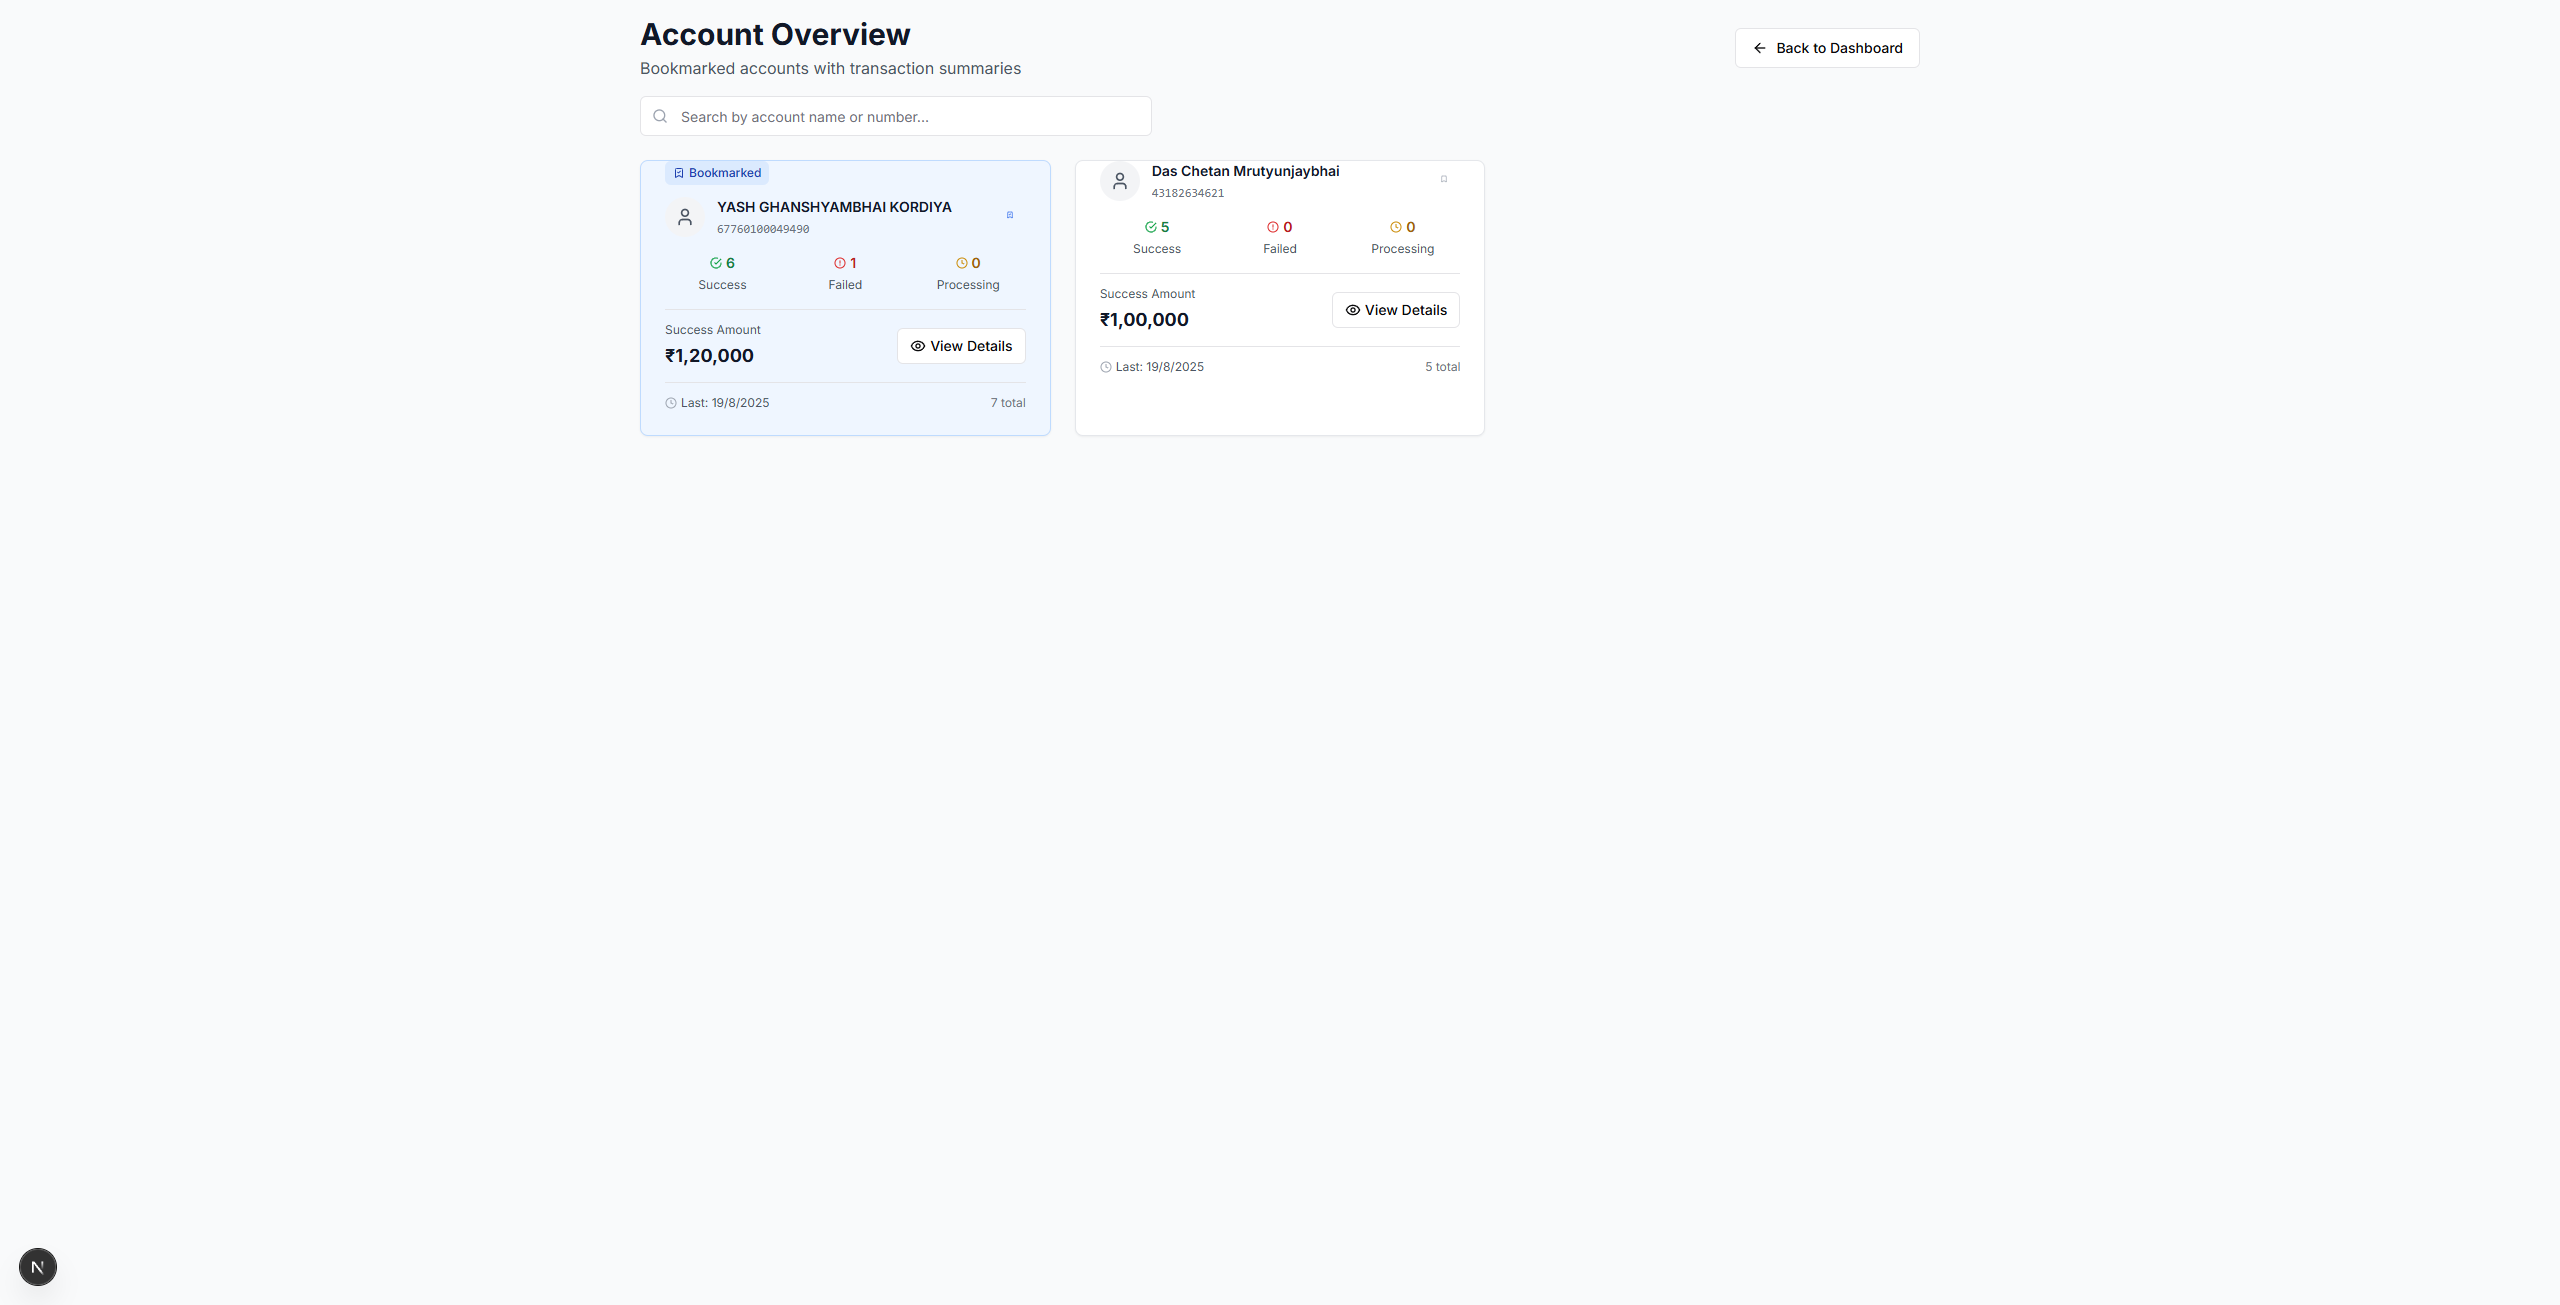 Account Overview
Bookmarked accounts with transaction summaries
Back to Dashboard
Search by account name or number...
Bookmarked
YASH GHANSHYAMBHAI KORDIYA
67760100049490
6 1 0
Success Failed Processing
Success Amount
₹1,20,000
View Details
Last: 19/8/2025 7 total
Das Chetan Mrutyunjaybhai
43182634621
5 0 0
Success Failed Processing
Success Amount
₹1,00,000
View Details
Last: 19/8/2025 5 total
N